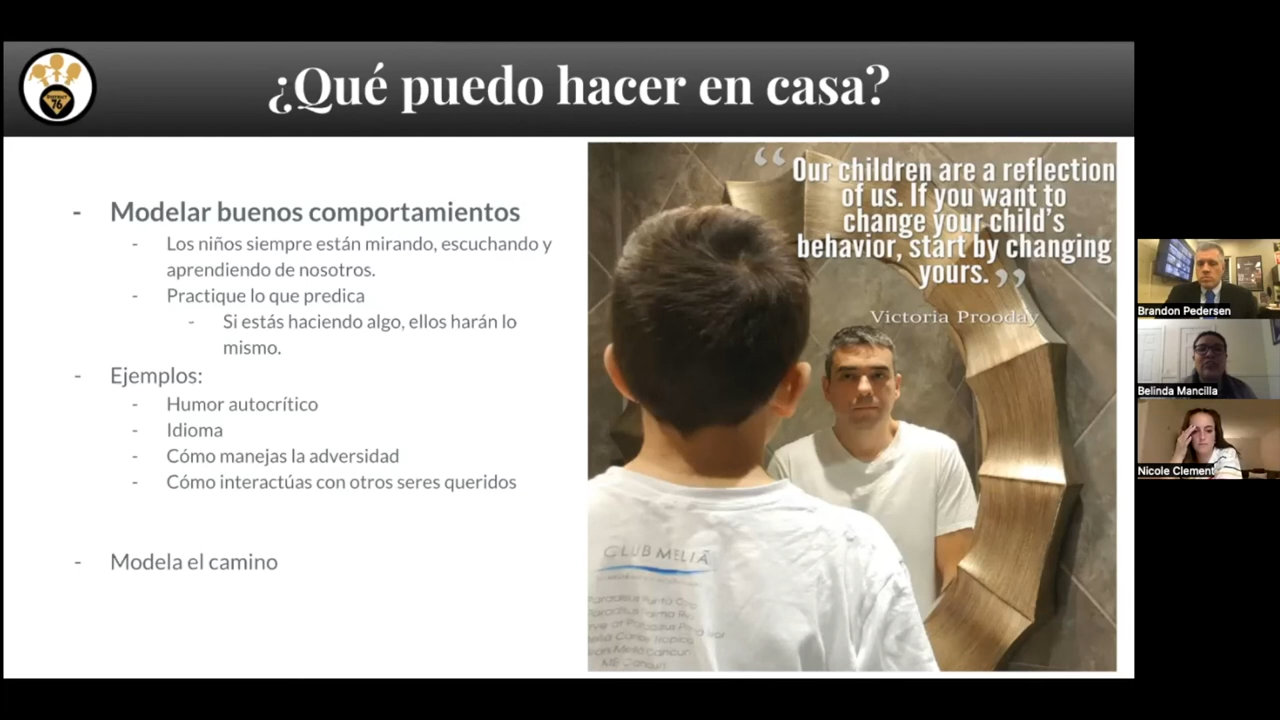 DISTRICT
76
¿Qué puedo hacer en casa?
- Modelar buenos comportamientos
- Los niños siempre están mirando, escuchando y
aprendiendo de nosotros.
- Practique lo que predica
- Si estás haciendo algo, ellos harán lo
mismo.
- Ejemplos:
- Humor autocrítico
- Idioma
- Cómo manejas la adversidad
- Cómo interactúas con otros seres queridos
- Modela el camino
“Our children are a reflection
of us. If you want to
change your child's
behavior, start by changing
yours.”
Victoria Prooday
CLUB MELIÃ
Brandon Pedersen
Belinda Mancilla
Nicole Clement